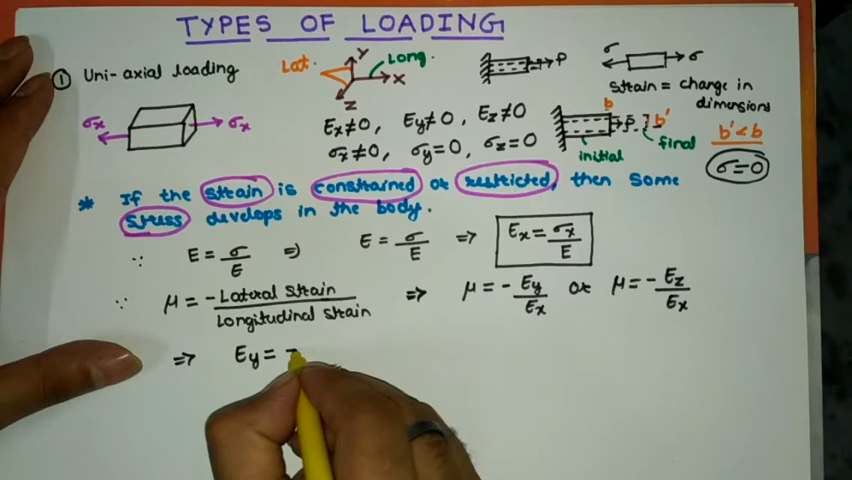 TYPES OF LOADING
① Uni-axial loading
Lat.
Y
Long.
X
Z
P
σ
σ
Strain = change in
dimensions
σx
σx
Ex≠0, Ey≠0, Ez≠0
σx≠0, σy=0, σz=0
b
P
b'
initial
final
b'<b
σ=0
* If the strain is constrained or restricted, then some
stress develops in the body.
∵ E = σ/E ⇒ E = σ/E ⇒ Ex = σx/E
∵ μ = -Lateral strain/Longitudinal strain ⇒ μ = -Ey/Ex or μ = -Ez/Ex
⇒ Ey = -